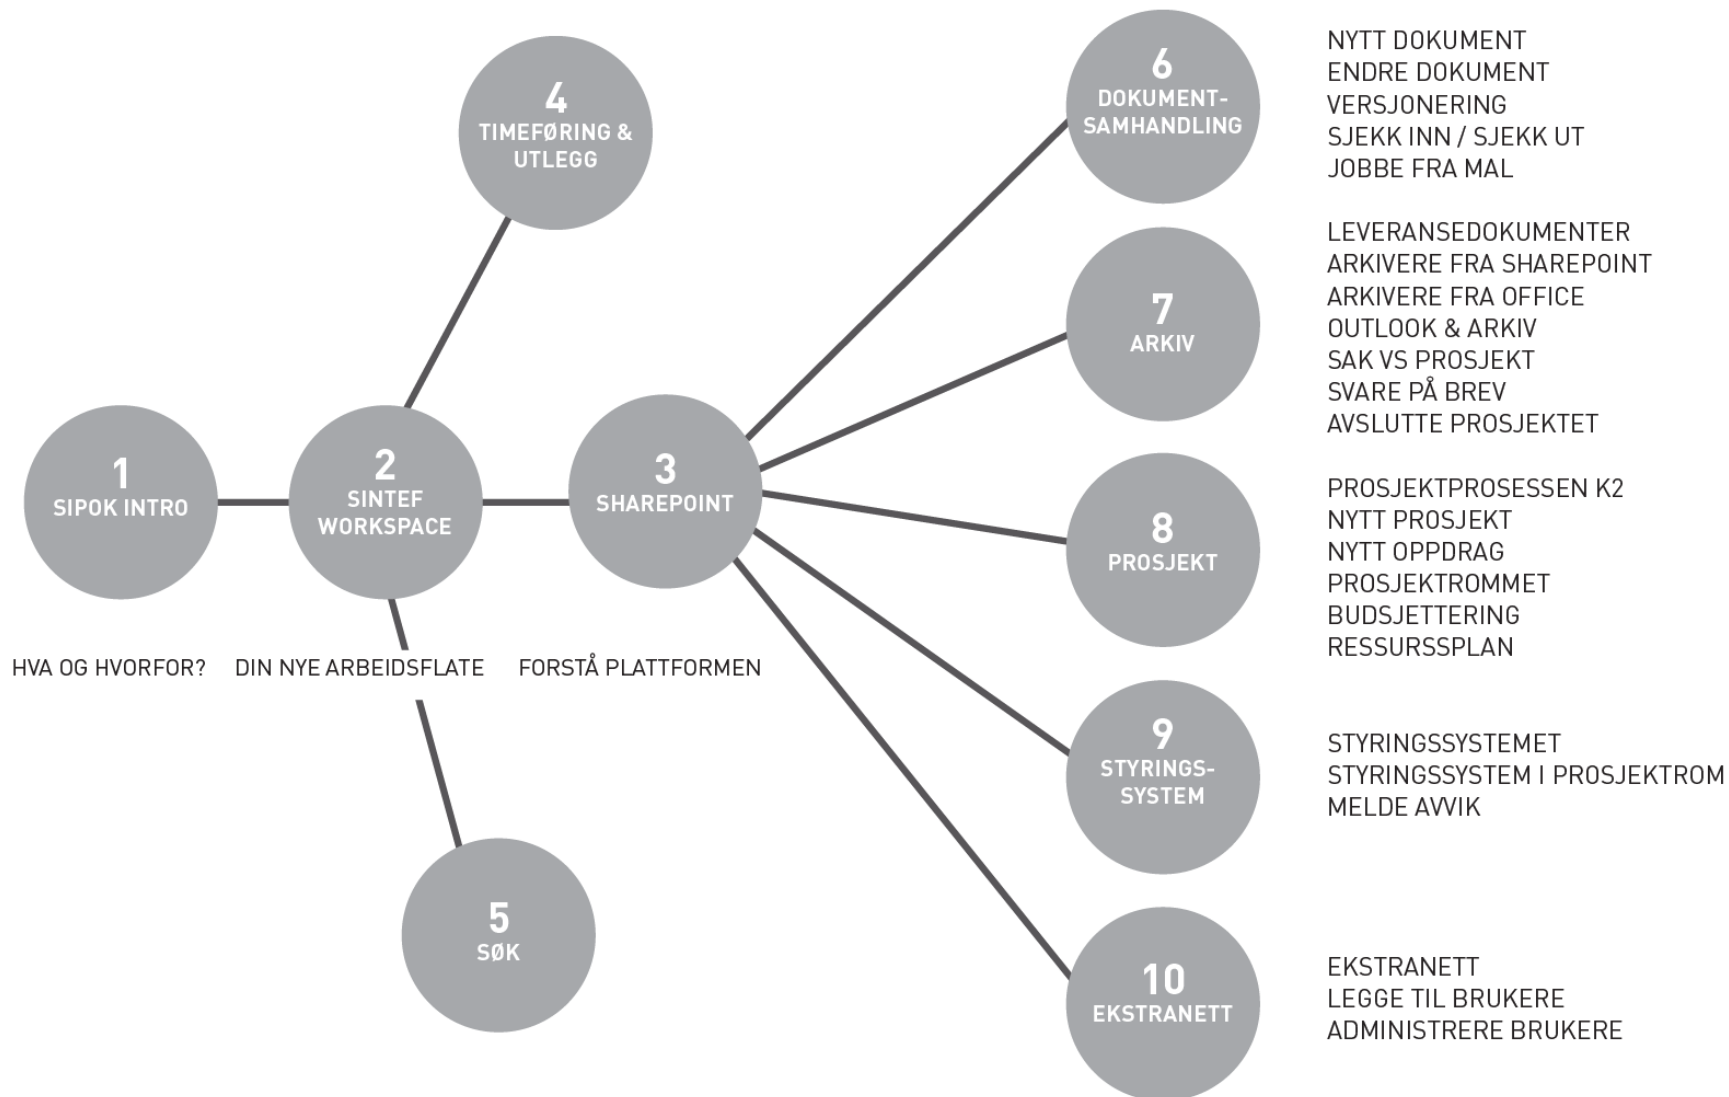 1
SIPOK INTRO
HVA OG HVORFOR?
2
SINTEF
WORKSPACE
DIN NYE ARBEIDSFLATE
3
SHAREPOINT
FORSTÅ PLATTFORMEN
4
TIMEFØRING &
UTLEGG
5
SØK
6
DOKUMENT-
SAMHANDLING
NYTT DOKUMENT
ENDRE DOKUMENT
VERSJONERING
SJEKK INN / SJEKK UT
JOBBE FRA MAL
7
ARKIV
LEVERANSEDOKUMENTER
ARKIVERE FRA SHAREPOINT
ARKIVERE FRA OFFICE
OUTLOOK & ARKIV
SAK VS PROSJEKT
SVARE PÅ BREV
AVSLUTTE PROSJEKTET
8
PROSJEKT
PROSJEKTPROSESSEN K2
NYTT PROSJEKT
NYTT OPPDRAG
PROSJEKTROMMET
BUDSJETTERING
RESSURSSPLAN
9
STYRINGS-
SYSTEM
STYRINGSSYSTEMET
STYRINGSSYSTEM I PROSJEKTROM
MELDE AVVIK
10
EKSTRANETT
EKSTRANETT
LEGGE TIL BRUKERE
ADMINISTRERE BRUKERE